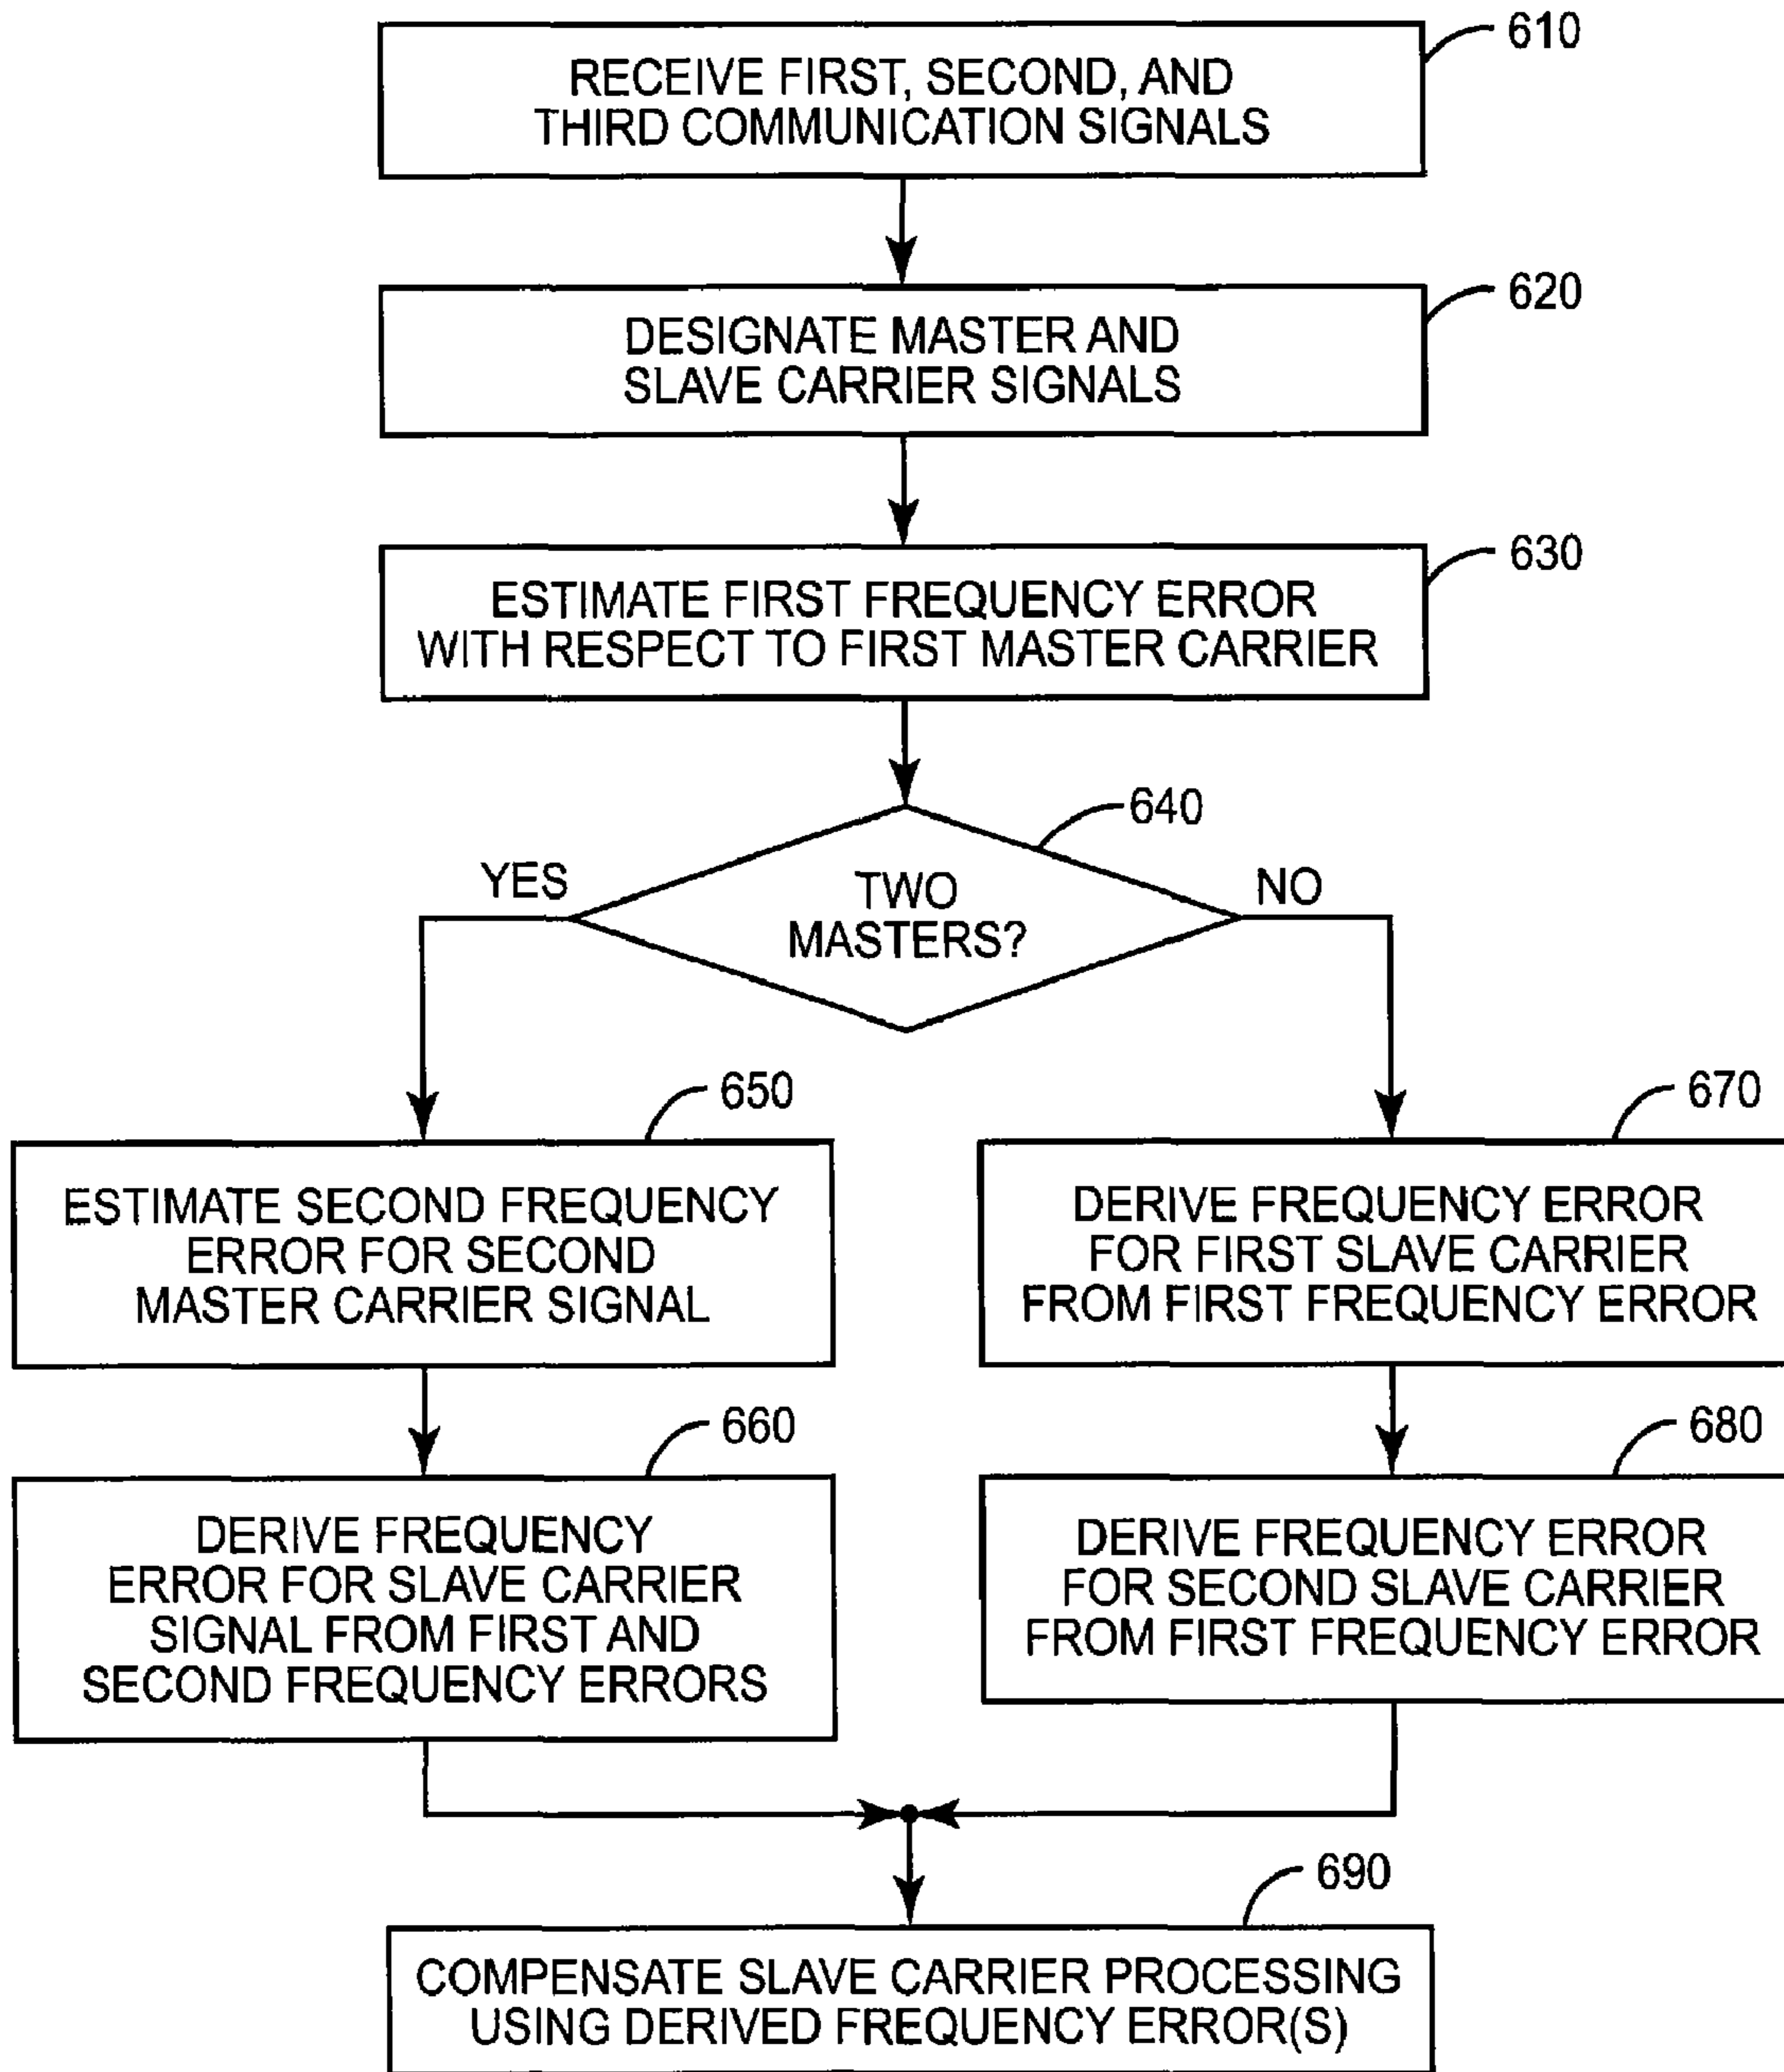 610
RECEIVE FIRST, SECOND, AND
THIRD COMMUNICATION SIGNALS
620
DESIGNATE MASTER AND
SLAVE CARRIER SIGNALS
630
ESTIMATE FIRST FREQUENCY ERROR
WITH RESPECT TO FIRST MASTER CARRIER
640
YES
TWO
MASTERS?
NO
650
ESTIMATE SECOND FREQUENCY
ERROR FOR SECOND
MASTER CARRIER SIGNAL
670
DERIVE FREQUENCY ERROR
FOR FIRST SLAVE CARRIER
FROM FIRST FREQUENCY ERROR
660
DERIVE FREQUENCY
ERROR FOR SLAVE CARRIER
SIGNAL FROM FIRST AND
SECOND FREQUENCY ERRORS
680
DERIVE FREQUENCY ERROR
FOR SECOND SLAVE CARRIER
FROM FIRST FREQUENCY ERROR
690
COMPENSATE SLAVE CARRIER PROCESSING
USING DERIVED FREQUENCY ERROR(S)